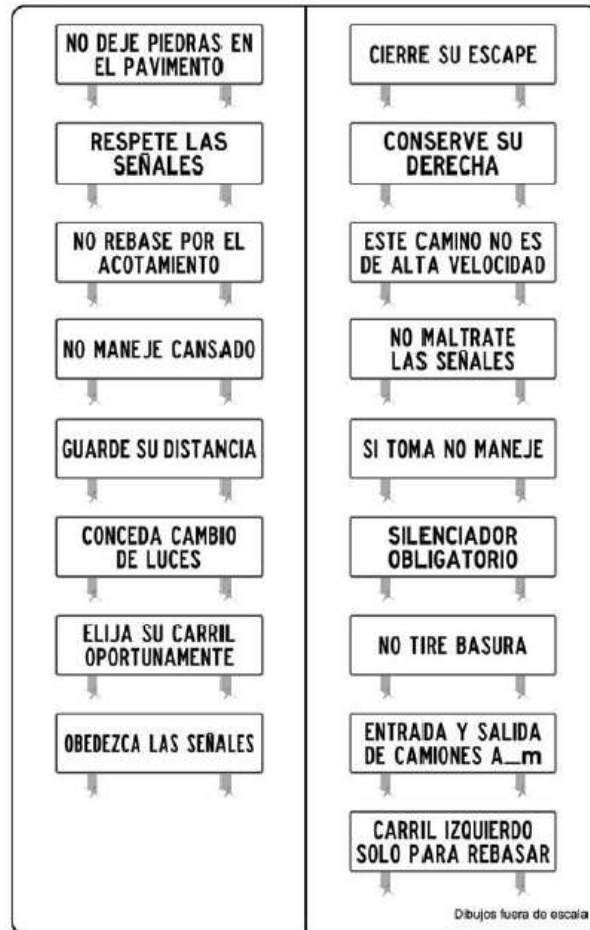 NO DEJE PIEDRAS EN
EL PAVIMENTO
RESPETE LAS
SEÑALES
NO REBASE POR EL
ACOTAMIENTO
NO MANEJE CANSADO
GUARDE SU DISTANCIA
CONCEDA CAMBIO
DE LUCES
ELIJA SU CARRIL
OPORTUNAMENTE
OBEDEZCA LAS SEÑALES
CIERRE SU ESCAPE
CONSERVE SU
DERECHA
ESTE CAMINO NO ES
DE ALTA VELOCIDAD
NO MALTRATE
LAS SEÑALES
SI TOMA NO MANEJE
SILENCIADOR
OBLIGATORIO
NO TIRE BASURA
ENTRADA Y SALIDA
DE CAMIONES A__m
CARRIL IZQUIERDO
SOLO PARA REBASAR
Dibujos fuera de escala